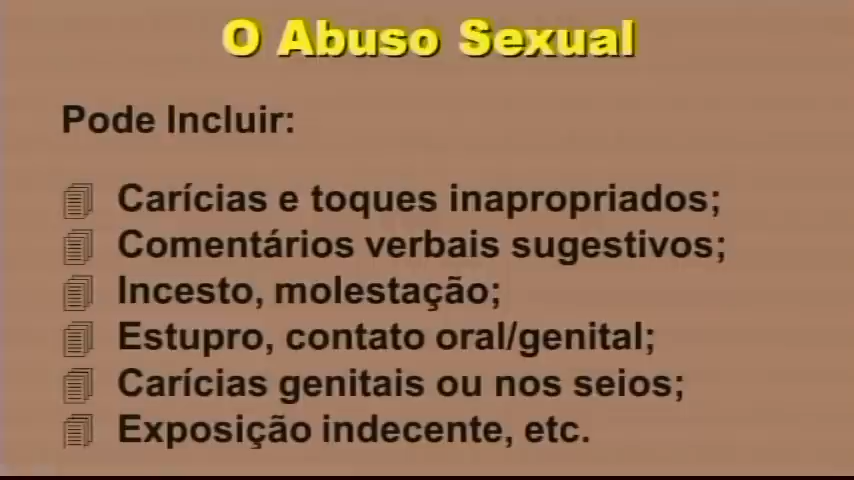 O Abuso Sexual
Pode Incluir:
Carícias e toques inapropriados;
Comentários verbais sugestivos;
Incesto, molestação;
Estupro, contato oral/genital;
Carícias genitais ou nos seios;
Exposição indecente, etc.